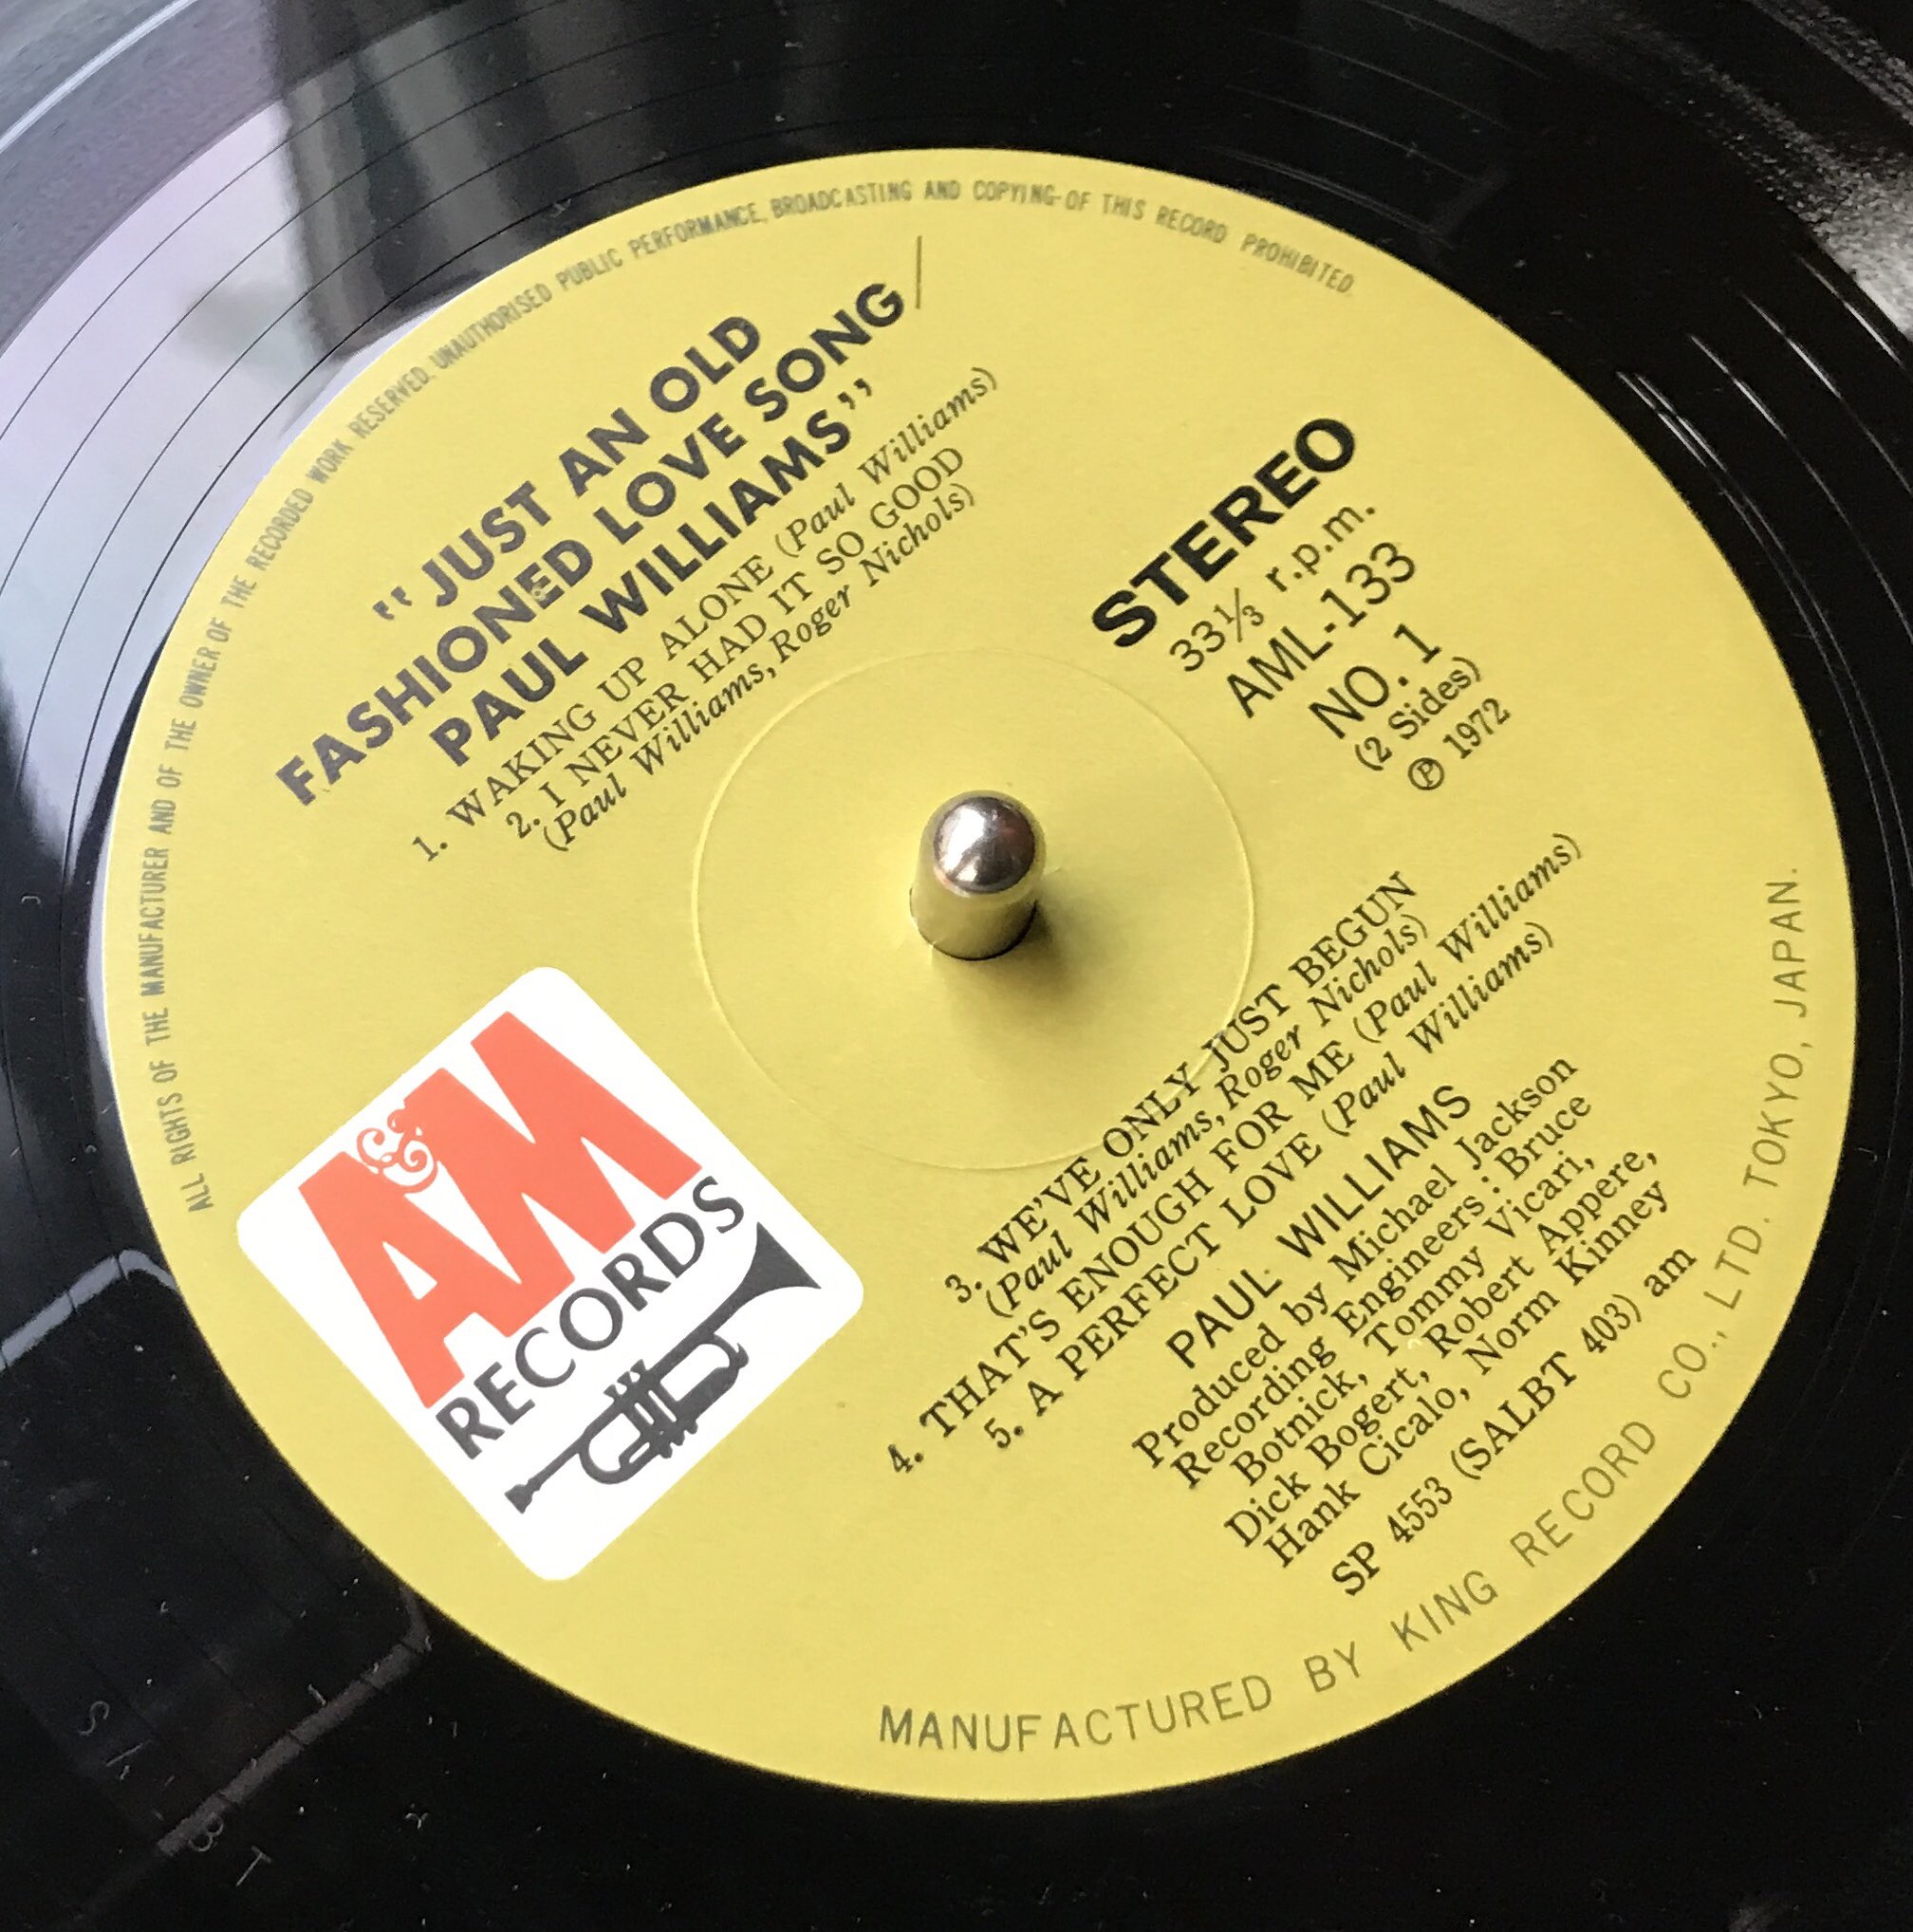 ALL RIGHTS OF THE MANUFACTURER AND OF THE OWNER OF THE RECORDED WORK RESERVED. UNAUTHORISED PUBLIC PERFORMANCE, BROADCASTING AND COPYING OF THIS RECORD PROHIBITED.
"JUST AN OLD
FASHIONED LOVE SONG/
PAUL WILLIAMS"
1. WAKING UP ALONE (Paul Williams)
2. I NEVER HAD IT SO GOOD
(Paul Williams, Roger Nichols)
STEREO
33⅓ r.p.m.
AML-133
NO. 1
(2 Sides)
Ⓟ 1972
A&M
RECORDS
3. WE'VE ONLY JUST BEGUN
(Paul Williams, Roger Nichols)
4. THAT'S ENOUGH FOR ME (Paul Williams)
5. A PERFECT LOVE (Paul Williams)
PAUL WILLIAMS
Produced by Michael Jackson
Recording Engineers : Bruce
Botnick, Tommy Vicari,
Dick Bogert, Robert Appere,
Hank Cicalo, Norm Kinney
SP 4553 (SALBT 403) am
MANUFACTURED BY KING RECORD CO., LTD. TOKYO, JAPAN.